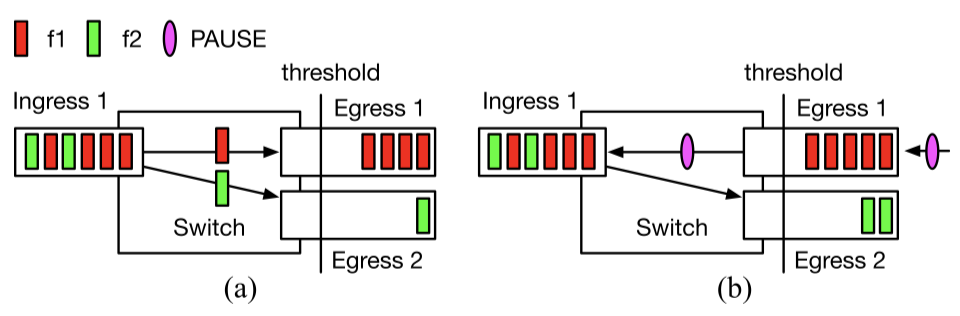 f1 f2 PAUSE
threshold threshold
Ingress 1 Egress 1 Ingress 1 Egress 1
Switch Switch
Egress 2 Egress 2
(a) (b)